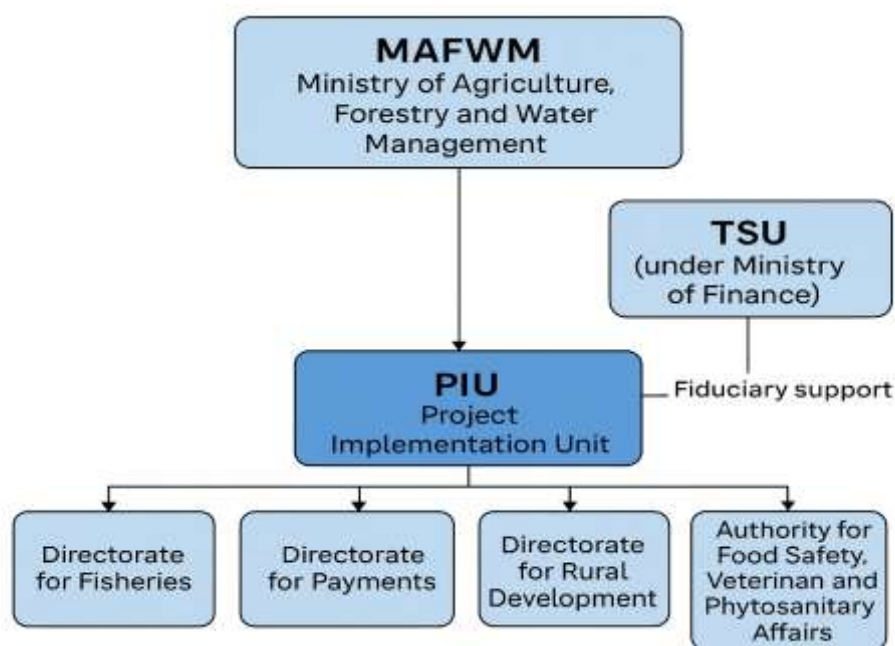 MAFWM
Ministry of Agriculture,
Forestry and Water
Management
TSU
(under Ministry
of Finance)
PIU
Project
Implementation Unit
Fiduciary support
Directorate
for Fisheries
Directorate
for Payments
Directorate
for Rural
Development
Authority for
Food Safety,
Veterinan and
Phytosanitary
Affairs